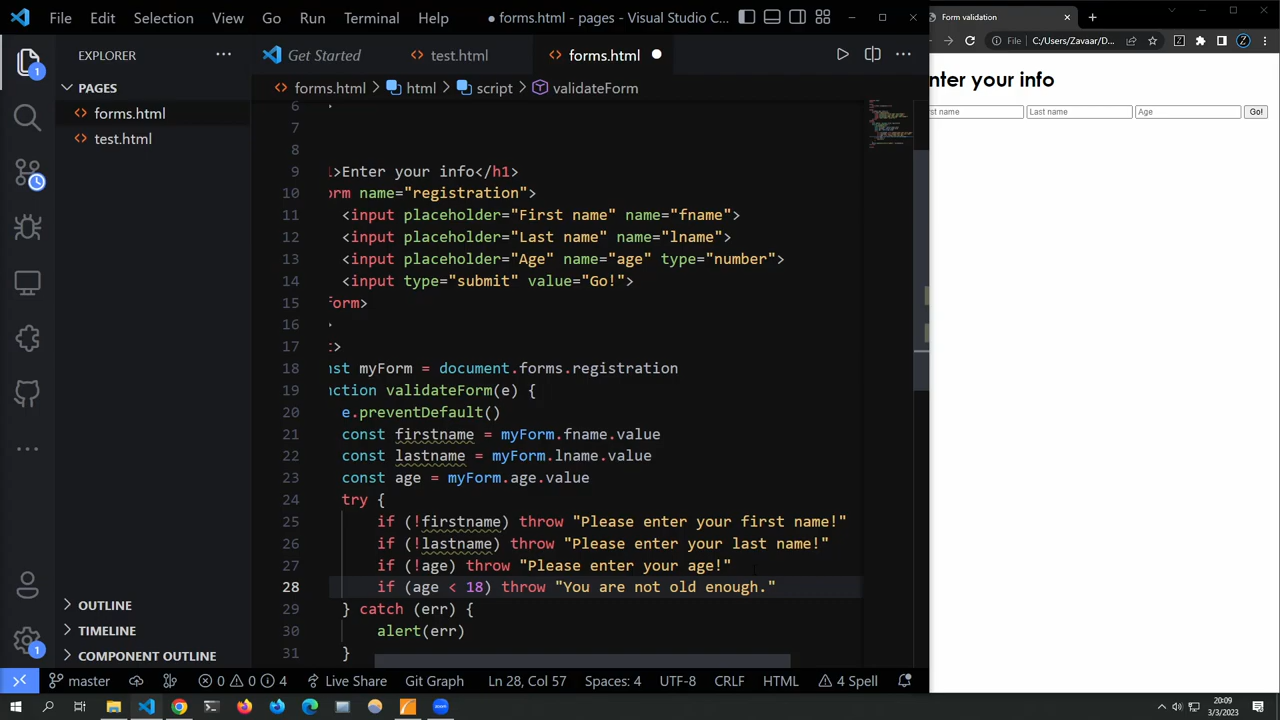 File Edit Selection View Go Run Terminal Help
● forms.html - pages - Visual Studio C...
Form validation
EXPLORER
Get Started
test.html
forms.html
File C:/Users/Zavaar/D...
PAGES
forms.html
test.html
html
script
validateForm
6
7
8
9 >Enter your info</h1>
10 orm name="registration">
11 <input placeholder="First name" name="fname">
12 <input placeholder="Last name" name="lname">
13 <input placeholder="Age" name="age" type="number">
14 <input type="submit" value="Go!">
15 form>
16 >
17 t>
18 nst myForm = document.forms.registration
19 nction validateForm(e) {
20 e.preventDefault()
21 const firstname = myForm.fname.value
22 const lastname = myForm.lname.value
23 const age = myForm.age.value
24 try {
25 if (!firstname) throw "Please enter your first name!"
26 if (!lastname) throw "Please enter your last name!"
27 if (!age) throw "Please enter your age!"
28 if (age < 18) throw "You are not old enough."
29 } catch (err) {
30 alert(err)
31 }
1
1
OUTLINE
TIMELINE
COMPONENT OUTLINE
master
0 0 4
Live Share
Git Graph
Ln 28, Col 57
Spaces: 4
UTF-8
CRLF
HTML
4 Spell
nter your info
st name
Last name
Age
Go!
20:09
3/3/2023